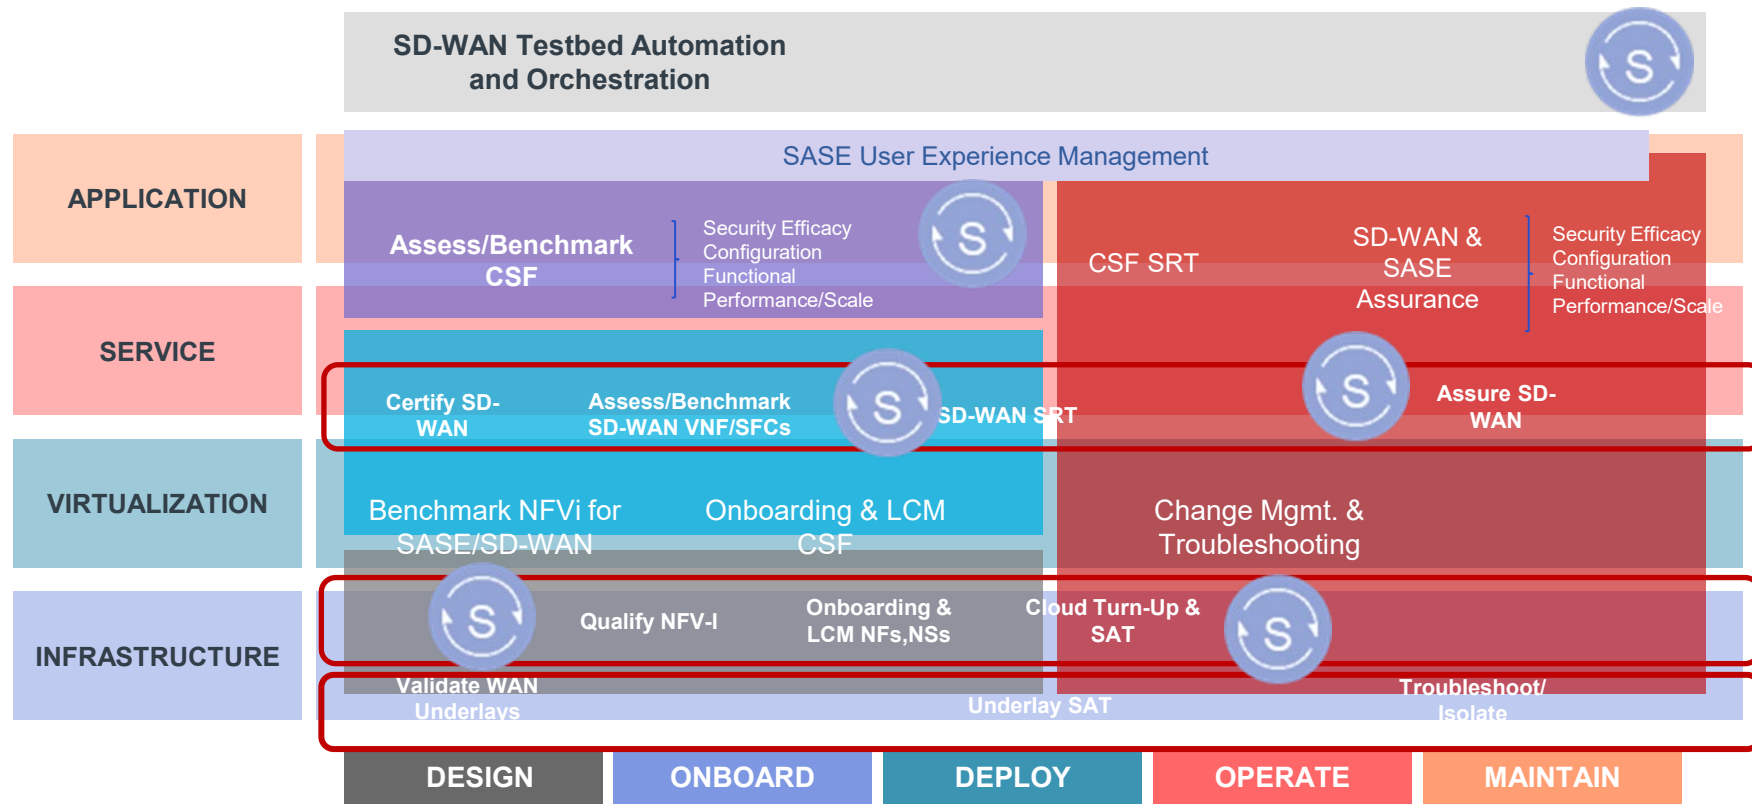 SD-WAN Testbed Automation
and Orchestration
S
SASE User Experience Management
APPLICATION
Assess/Benchmark
CSF
Security Efficacy
Configuration
Functional
Performance/Scale
S
CSF SRT
SD-WAN &
SASE
Assurance
Security Efficacy
Configuration
Functional
Performance/Scale
SERVICE
Certify SD-
WAN
Assess/Benchmark
SD-WAN VNF/SFCs
S
SD-WAN SRT
S
Assure SD-
WAN
VIRTUALIZATION
Benchmark NFVi for
SASE/SD-WAN
Onboarding & LCM
CSF
Change Mgmt. &
Troubleshooting
INFRASTRUCTURE
S
Qualify NFV-I
Onboarding &
LCM NFs,NSs
Cloud Turn-Up &
SAT
S
Validate WAN
Underlays
Underlay SAT
Troubleshoot/
Isolate
DESIGN
ONBOARD
DEPLOY
OPERATE
MAINTAIN